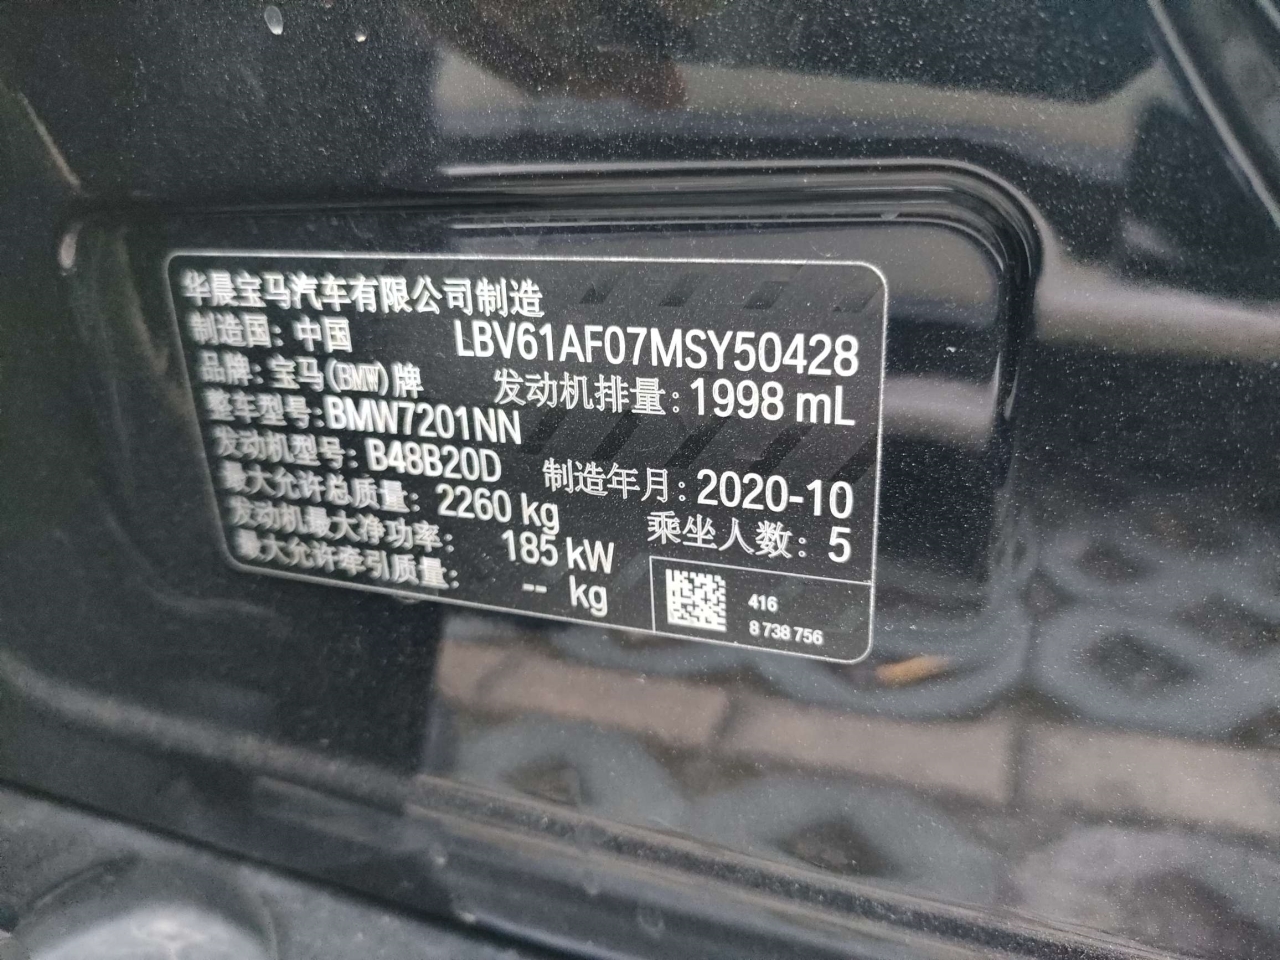 华晨宝马汽车有限公司制造
制造国: 中国
LBV61AF07MSY50428
品牌: 宝马(BMW)牌
发动机排量: 1998 mL
整车型号: BMW7201NN
发动机型号: B48B20D
制造年月: 2020-10
最大允许总质量: 2260 kg
乘坐人数: 5
发动机最大净功率: 185 kW
最大允许牵引质量: -- kg
416
8 738 756